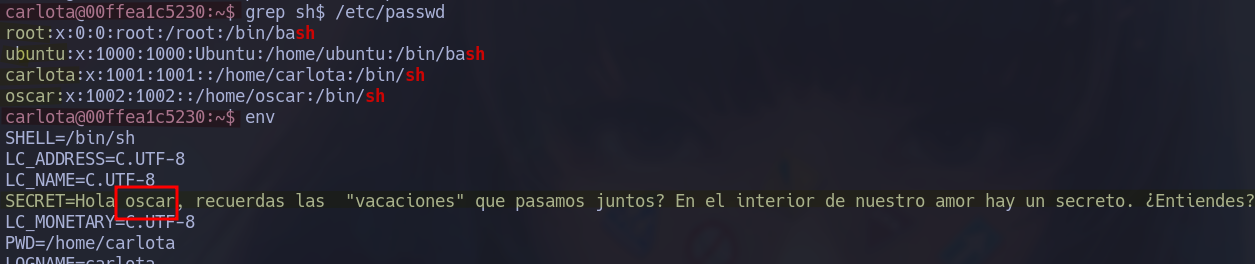 carlota@00ffea1c5230:~$ grep sh$ /etc/passwd
root:x:0:0:root:/root:/bin/bash
ubuntu:x:1000:1000:Ubuntu:/home/ubuntu:/bin/bash
carlota:x:1001:1001::/home/carlota:/bin/sh
oscar:x:1002:1002::/home/oscar:/bin/sh
carlota@00ffea1c5230:~$ env
SHELL=/bin/sh
LC_ADDRESS=C.UTF-8
LC_NAME=C.UTF-8
SECRET=Hola oscar, recuerdas las  "vacaciones" que pasamos juntos? En el interior de nuestro amor hay un secreto. ¿Entiendes?
LC_MONETARY=C.UTF-8
PWD=/home/carlota
LOGNAME=carlota